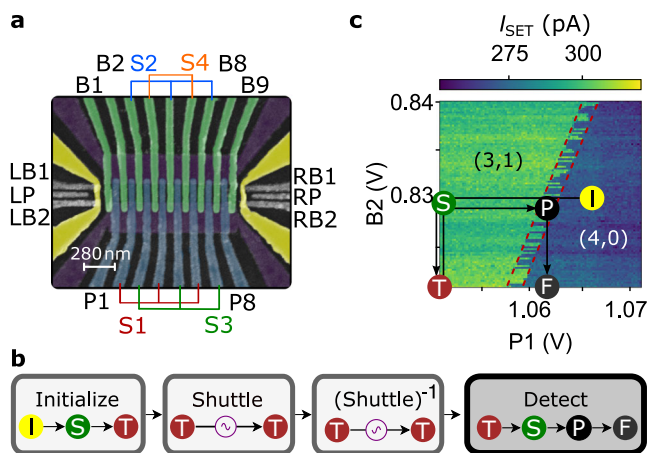 a
B2 S2 S4 B8
B1 B9
LB1
LP
LB2
RB1
RP
RB2
280 nm
P1 P8
S1 S3
c
I_SET (pA)
275 300
0.84
0.83
B2 (V)
(3,1)
(4,0)
S P I
T F
1.06 1.07
P1 (V)
b
Initialize
I S T
Shuttle
T ~ T
(Shuttle)⁻¹
T ~ T
Detect
T S P F